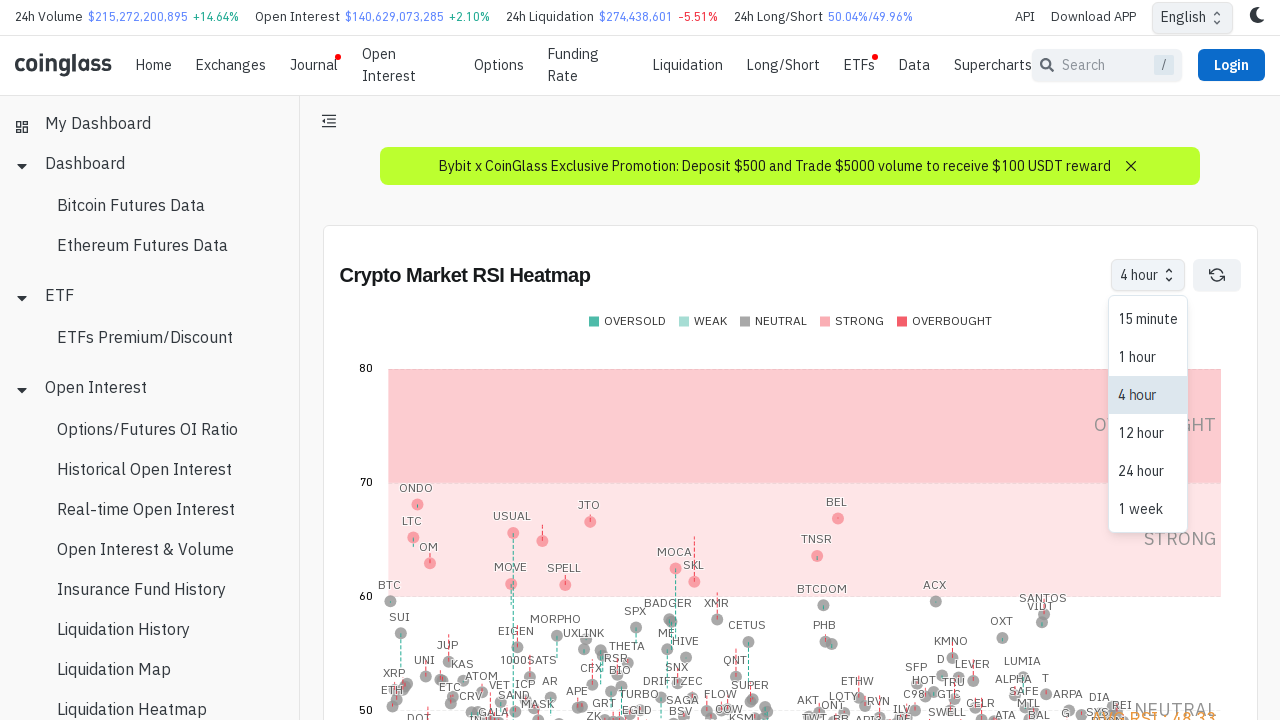 24h Volume $215,272,200,895 +14.64% Open Interest $140,629,073,285 +2.10% 24h Liquidation $274,438,601 -5.51% 24h Long/Short 50.04%/49.96% API Download APP English
coinglass Home Exchanges Journal Open Interest Options Funding Rate Liquidation Long/Short ETFs Data Supercharts Search / Login
My Dashboard
Dashboard
Bitcoin Futures Data
Ethereum Futures Data
ETF
ETFs Premium/Discount
Open Interest
Options/Futures OI Ratio
Historical Open Interest
Real-time Open Interest
Open Interest & Volume
Insurance Fund History
Liquidation History
Liquidation Map
Liquidation Heatmap
Bybit x CoinGlass Exclusive Promotion: Deposit $500 and Trade $5000 volume to receive $100 USDT reward
Crypto Market RSI Heatmap
4 hour
15 minute
1 hour
4 hour
12 hour
24 hour
1 week
OVERSOLD WEAK NEUTRAL STRONG OVERBOUGHT
80
70
STRONG
60
50
NEUTRAL
ONDO
JTO
BEL
LTC
USUAL
OM
TNSR
MOCA
SKL
MOVE
SPELL
BTC
BTCDOM
ACX
SANTOS
VIDT
BADGER
XMR
SPX
SUI
MORPHO
CETUS
PHB
OXT
EIGEN
UXLINK
ME
HIVE
KMNO
JUP
THETA
RSR
UNI
KAS
1000SATS
CFX
BIO
SNX
QNT
SFP
D
LEVER
LUMIA
XRP
ATOM
ICP
AR
DRIFT
ZEC
ETHW
HOT
TRU
ALPHA
T
ETH
ETC
VET
APE
SUPER
SAFE
CRV
SAND
TURBO
SAGA
FLOW
AKT
LQTY
C98
GTC
ARPA
DIA
MASK
GRT
RVN
CELR
MTL
REI
DOT
GALA
ZK
EGLD
BSV
COW
KSM
TWT
ONT
SWELL
ATA
BAL
G